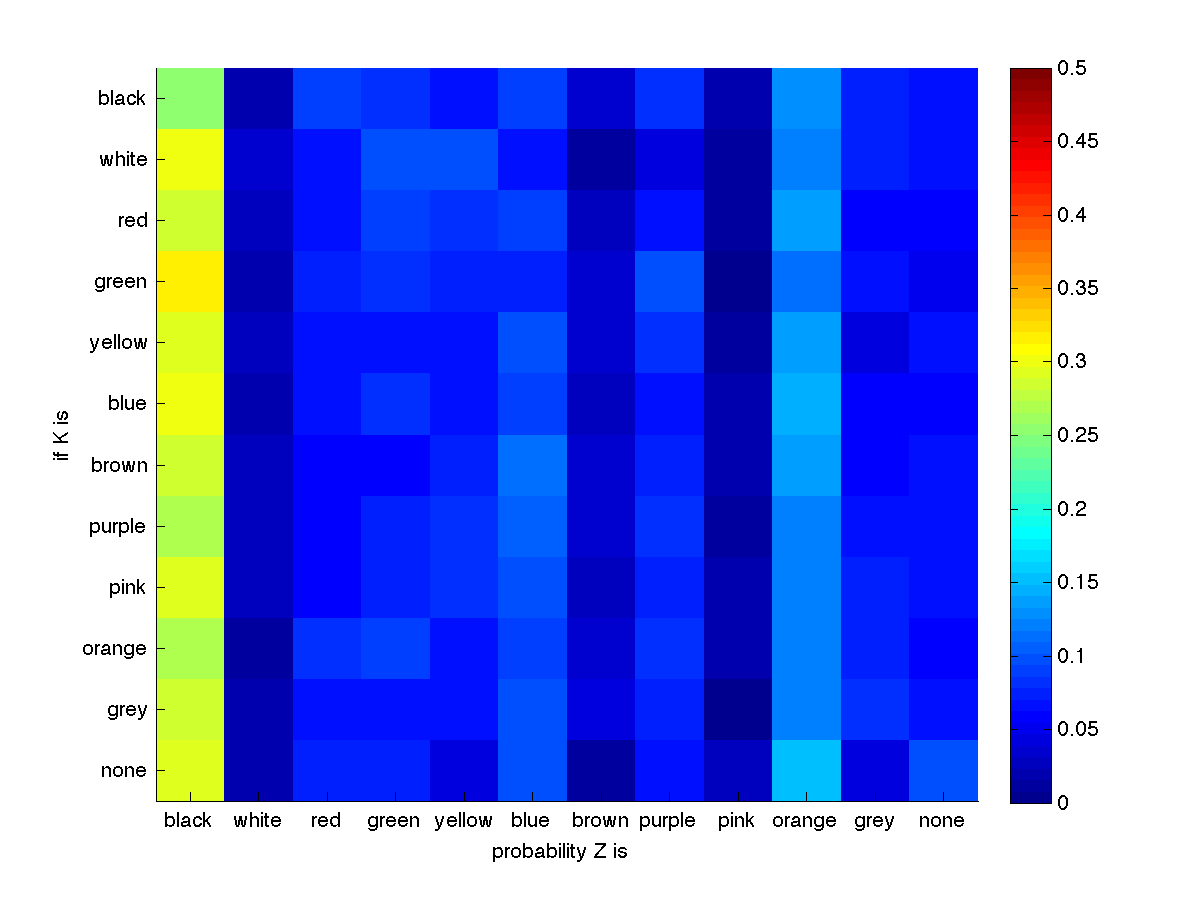 black
white
red
green
yellow
blue
brown
purple
pink
orange
grey
none
if K is
black white red green yellow blue brown purple pink orange grey none
probability Z is
0.5
0.45
0.4
0.35
0.3
0.25
0.2
0.15
0.1
0.05
0